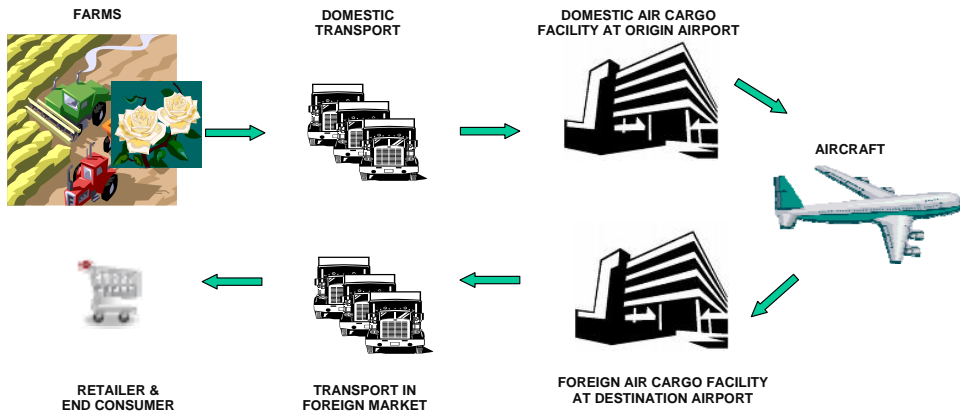 FARMS
DOMESTIC
TRANSPORT
DOMESTIC AIR CARGO
FACILITY AT ORIGIN AIRPORT
AIRCRAFT
RETAILER &
END CONSUMER
TRANSPORT IN
FOREIGN MARKET
FOREIGN AIR CARGO FACILITY
AT DESTINATION AIRPORT